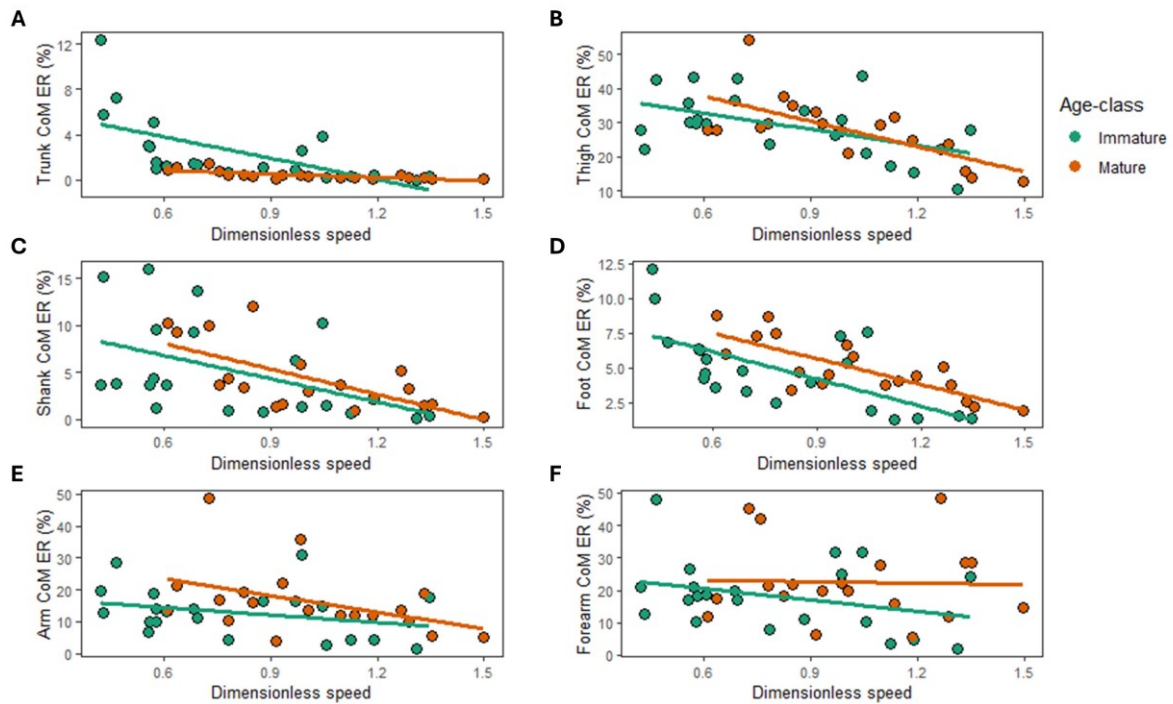 A
Trunk CoM ER (%)
12
8
4
0
0.6 0.9 1.2 1.5
Dimensionless speed
B
Thigh CoM ER (%)
50
40
30
20
10
0.6 0.9 1.2 1.5
Dimensionless speed
Age-class
Immature
Mature
C
Shank CoM ER (%)
15
10
5
0
0.6 0.9 1.2 1.5
Dimensionless speed
D
Foot CoM ER (%)
12.5
10.0
7.5
5.0
2.5
0.6 0.9 1.2 1.5
Dimensionless speed
E
Arm CoM ER (%)
50
40
30
20
10
0
0.6 0.9 1.2 1.5
Dimensionless speed
F
Forearm CoM ER (%)
50
40
30
20
10
0
0.6 0.9 1.2 1.5
Dimensionless speed